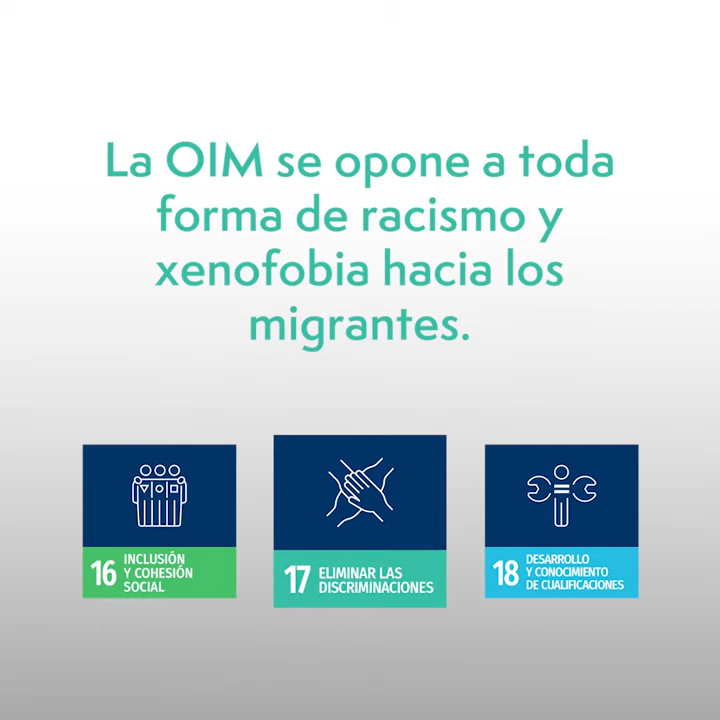 La OIM se opone a toda
forma de racismo y
xenofobia hacia los
migrantes.
16 INCLUSIÓN
Y COHESIÓN
SOCIAL
17 ELIMINAR LAS
DISCRIMINACIONES
18 DESARROLLO
Y CONOCIMIENTO
DE CUALIFICACIONES